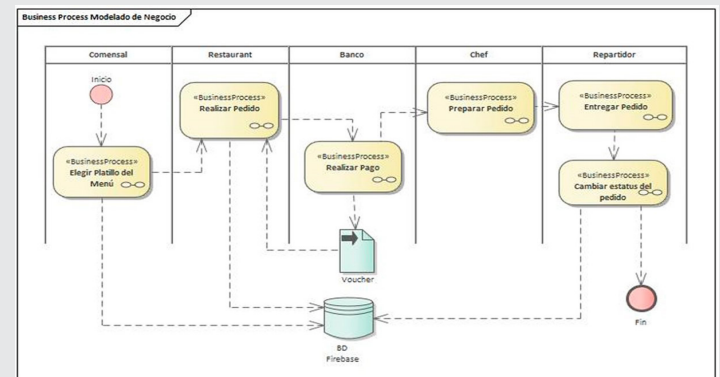 Business Process Modelado de Negocio
Comensal
Restaurant
Banco
Chef
Repartidor
Inicio
«BusinessProcess»
Elegir Platillo del
Menú
«BusinessProcess»
Realizar Pedido
«BusinessProcess»
Realizar Pago
«BusinessProcess»
Preparar Pedido
«BusinessProcess»
Entregar Pedido
«BusinessProcess»
Cambiar estatus del
pedido
Voucher
BD
Firebase
Fin